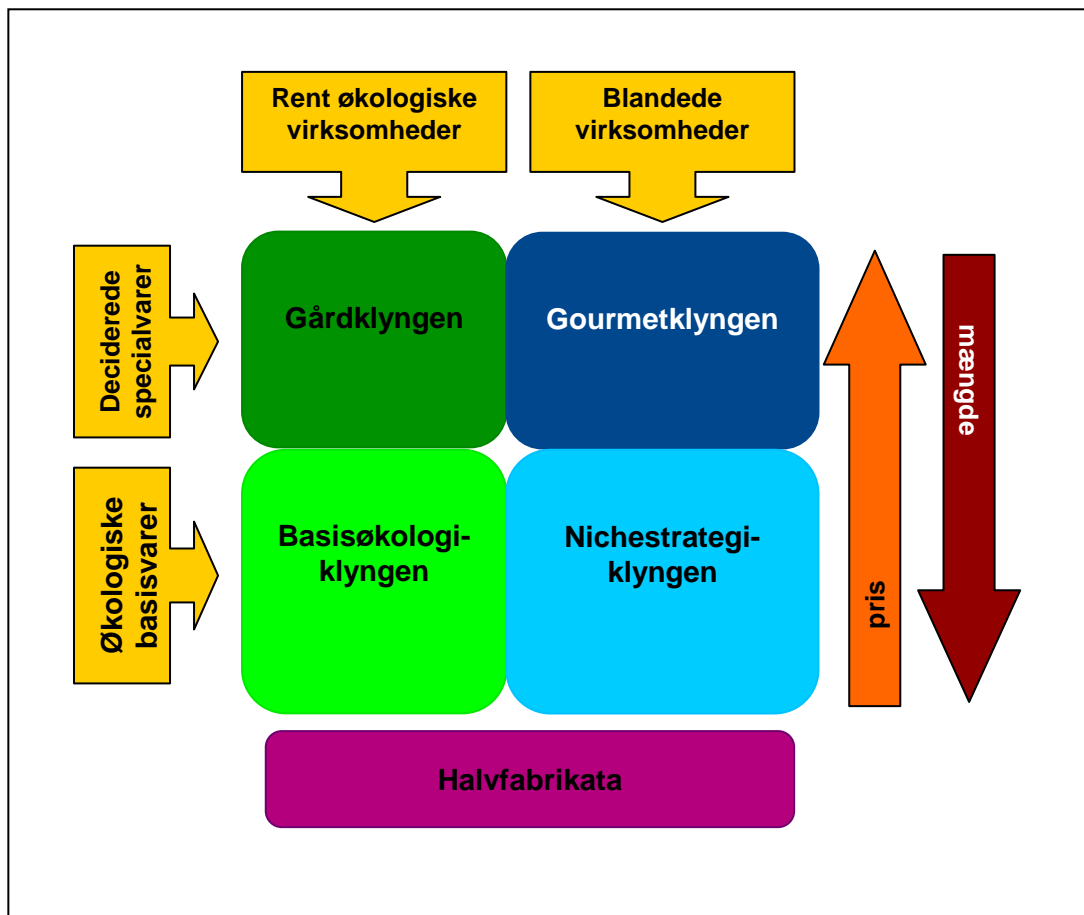 Rent økologiske
virksomheder
Blandede
virksomheder
Deciderede
specialvarer
Gårdklyngen
Gourmetklyngen
mængde
Økologiske
basisvarer
Basisøkologi-
klyngen
Nichestrategi-
klyngen
pris
Halvfabrikata